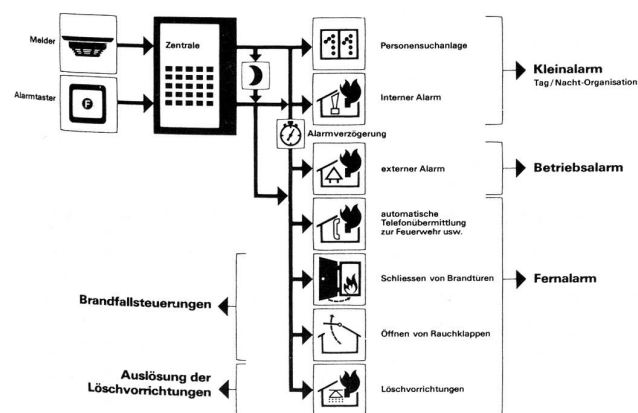 Melder
Alarmtaster
F
Zentrale
Alarmverzögerung
Personensuchanlage
Interner Alarm
externer Alarm
automatische
Telefonübermittlung
zur Feuerwehr usw.
Schliessen von Brandtüren
Öffnen von Rauchklappen
Löschvorrichtungen
Kleinalarm
Tag/Nacht-Organisation
Betriebsalarm
Fernalarm
Brandfallsteuerungen
Auslösung der
Löschvorrichtungen